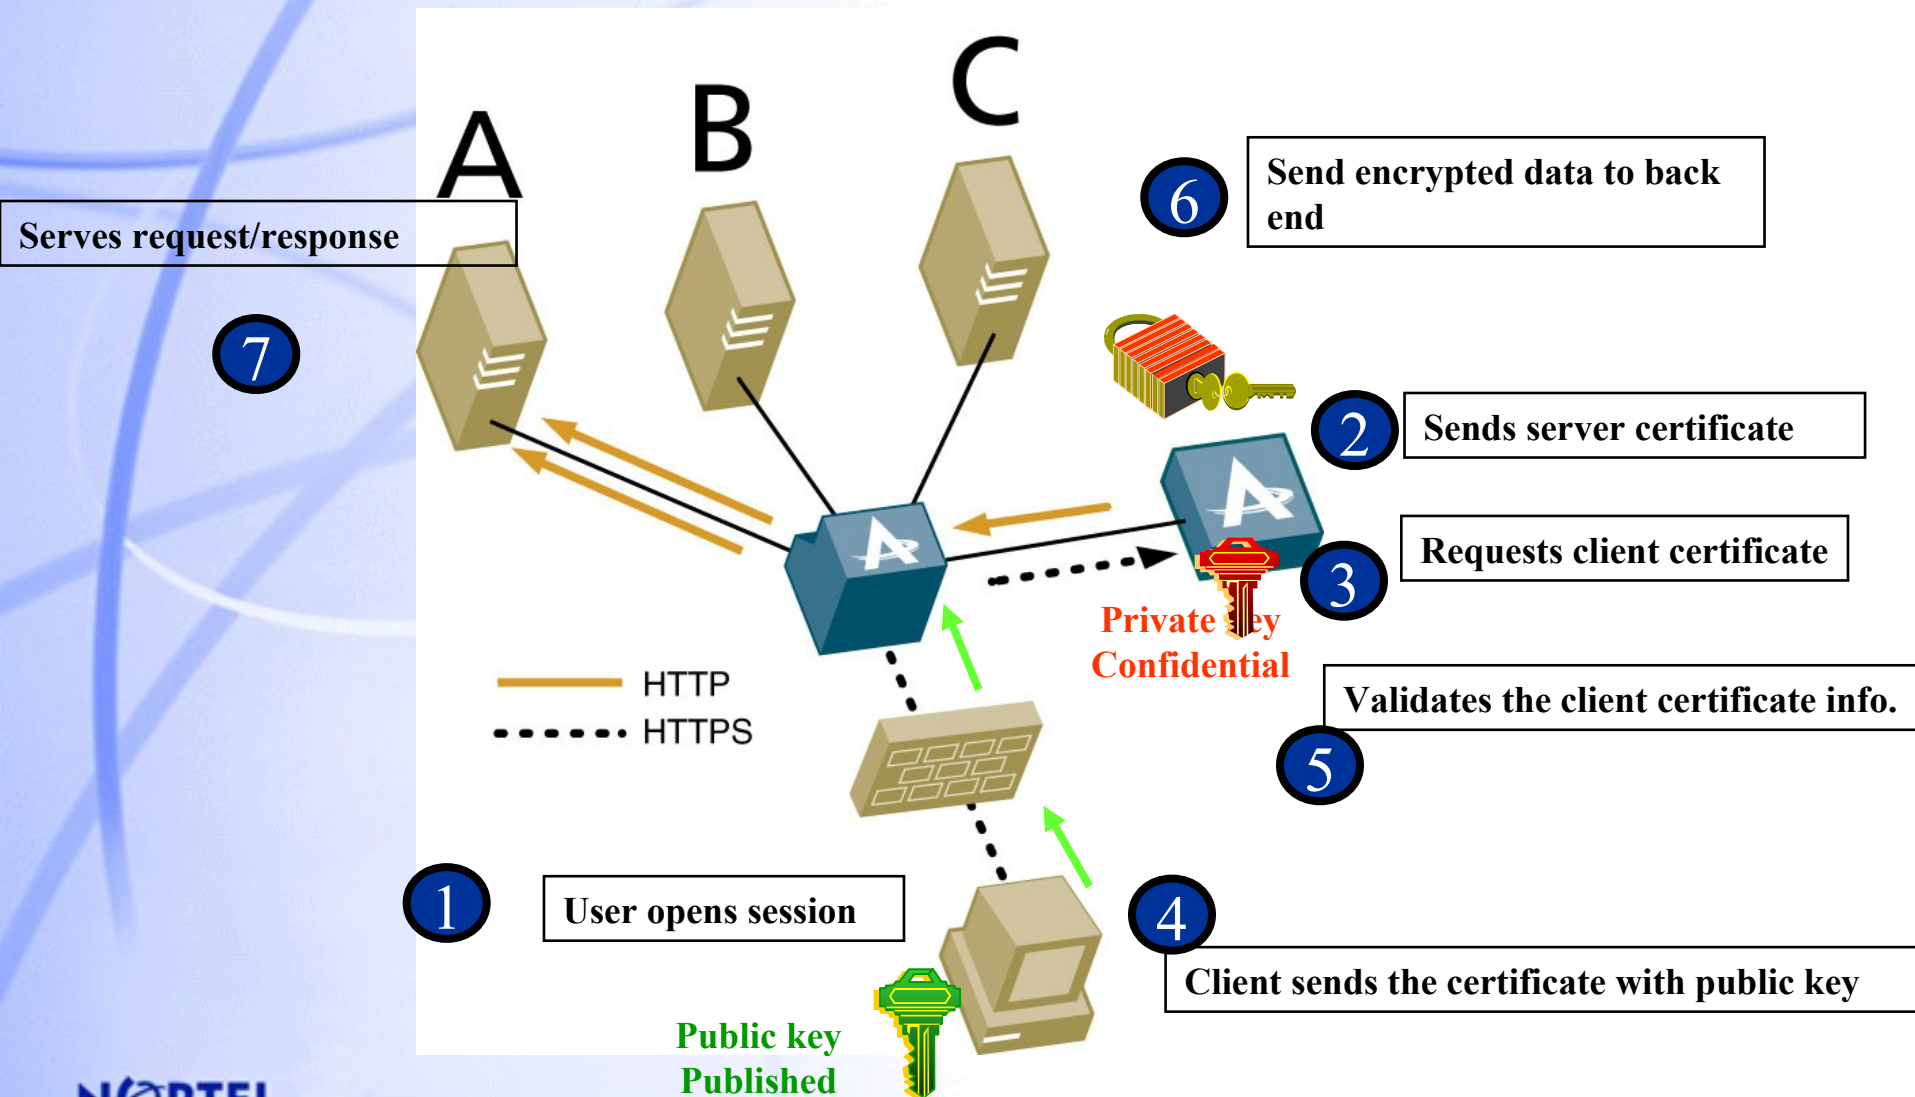 A
B
C
6
Send encrypted data to back
end
Serves request/response
7
2
Sends server certificate
3
Requests client certificate
Private key
Confidential
HTTP
HTTPS
Validates the client certificate info.
5
1
User opens session
4
Client sends the certificate with public key
Public key
Published
NORTEL